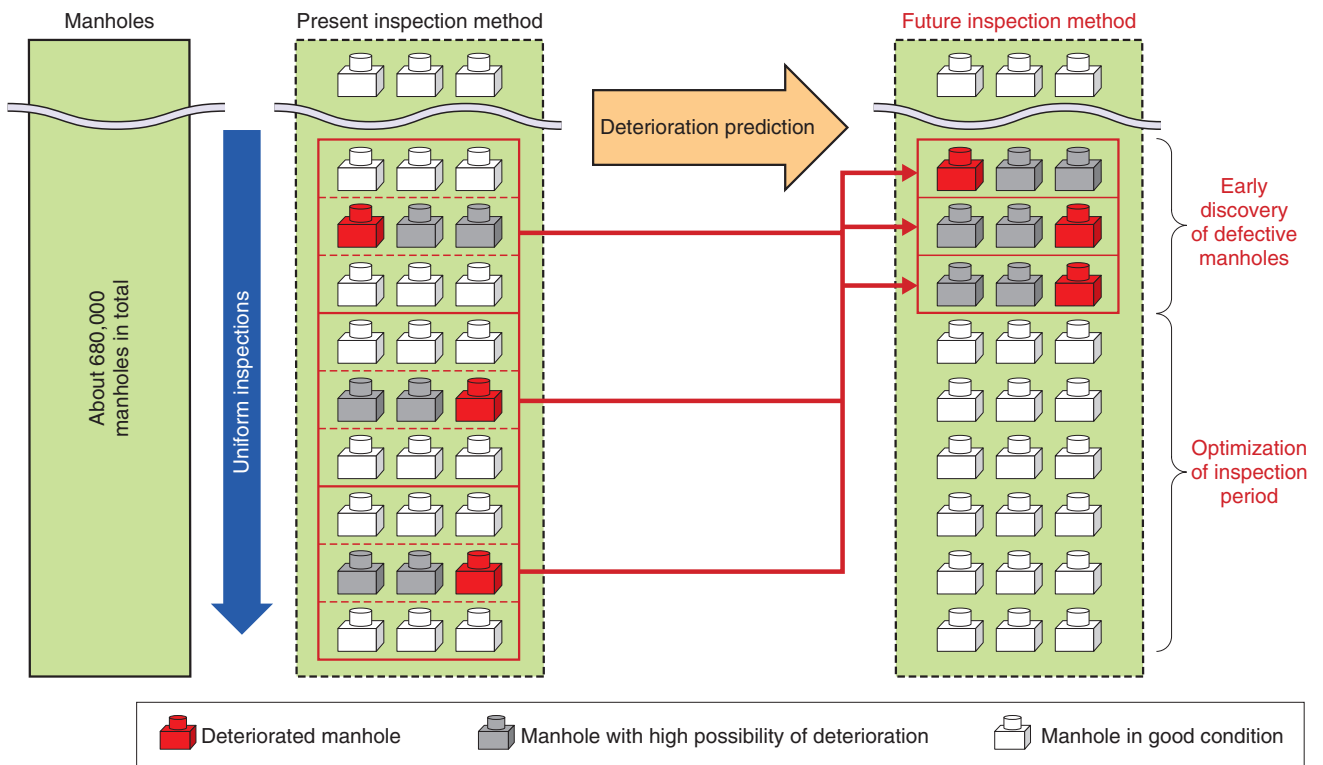 Manholes
Present inspection method
Future inspection method
Deterioration prediction
About 680,000
manholes in total
Uniform inspections
Early
discovery
of defective
manholes
Optimization
of inspection
period
Deteriorated manhole
Manhole with high possibility of deterioration
Manhole in good condition